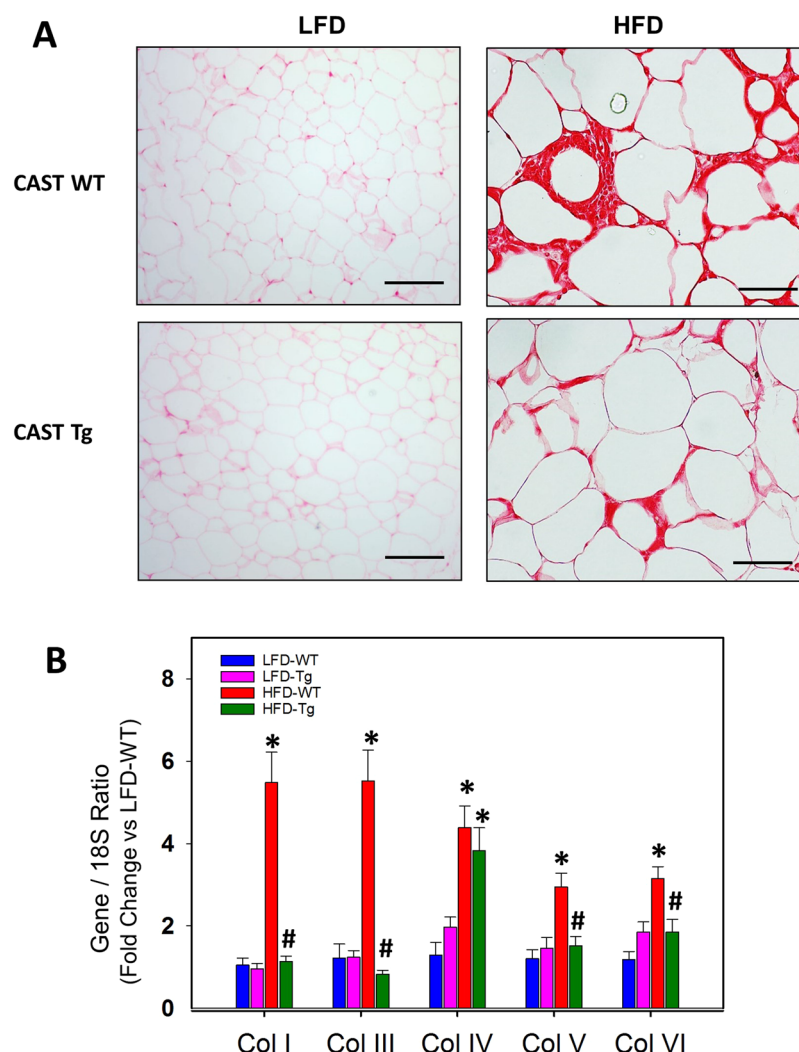 A
LFD
HFD
CAST WT
CAST Tg
B
Gene / 18S Ratio
(Fold Change vs LFD-WT)
8
6
4
2
0
LFD-WT
LFD-Tg
HFD-WT
HFD-Tg
* * * * * *
# # # #
Col I Col III Col IV Col V Col VI